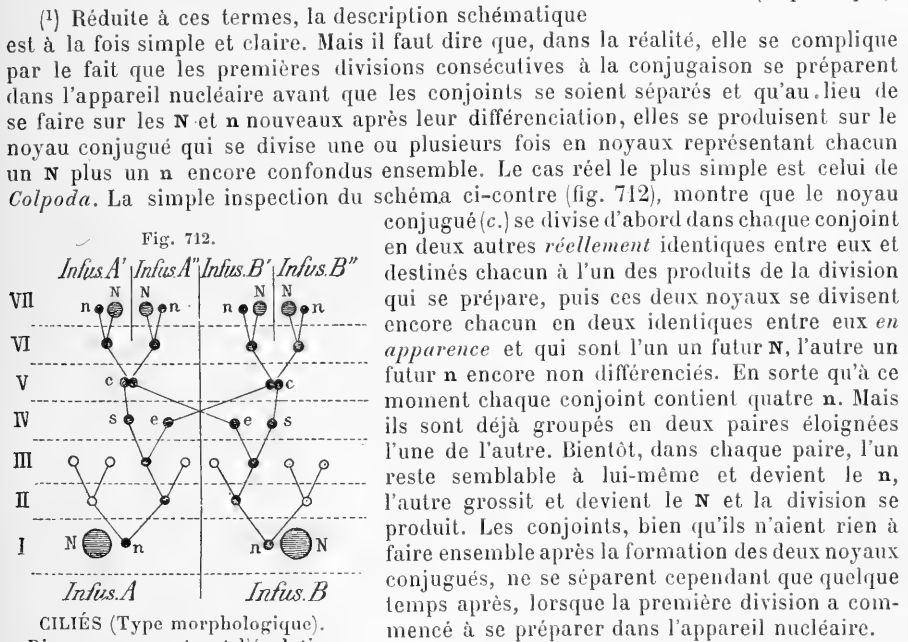 (¹) Réduite à ces termes, la description schématique
est à la fois simple et claire. Mais il faut dire que, dans la réalité, elle se complique
par le fait que les premières divisions consécutives à la conjugaison se préparent
dans l'appareil nucléaire avant que les conjoints se soient séparés et qu'au lieu de
se faire sur les N et n nouveaux après leur différenciation, elles se produisent sur le
noyau conjugué qui se divise une ou plusieurs fois en noyaux représentant chacun
un N plus un n encore confondus ensemble. Le cas réel le plus simple est celui de
Colpoda. La simple inspection du schéma ci-contre (fig. 712), montre que le noyau
conjugué (c.) se divise d'abord dans chaque conjoint
en deux autres réellement identiques entre eux et
destinés chacun à l'un des produits de la division
qui se prépare, puis ces deux noyaux se divisent
encore chacun en deux identiques entre eux en
apparence et qui sont l'un un futur N, l'autre un
futur n encore non différenciés. En sorte qu'à ce
moment chaque conjoint contient quatre n. Mais
ils sont déjà groupés en deux paires éloignées
l'une de l'autre. Bientôt, dans chaque paire, l'un
reste semblable à lui-même et devient le n,
l'autre grossit et devient le N et la division se
produit. Les conjoints, bien qu'ils n'aient rien à
faire ensemble après la formation des deux noyaux
conjugués, ne se séparent cependant que quelque
temps après, lorsque la première division a com-
mencé à se préparer dans l'appareil nucléaire.
Fig. 712.
Infus. A' Infus. A" Infus. B' Infus. B"
VII n N N n n N N n
VI
V c c
IV s e e s
III
II
I N n n N
Infus. A Infus. B
CILIÉS (Type morphologique).